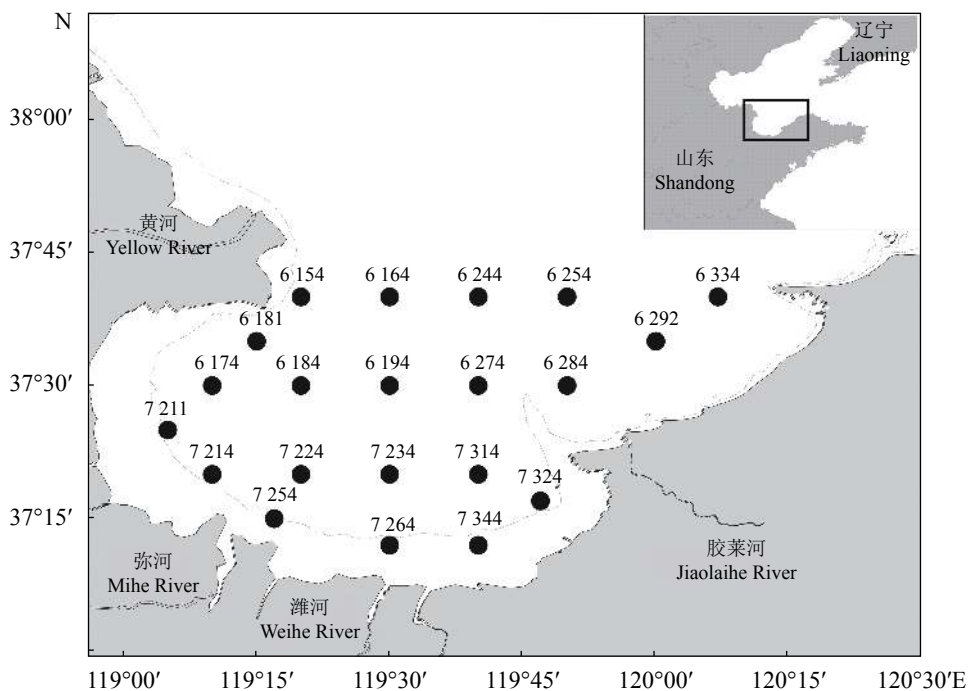 N
辽宁
Liaoning
38°00′
山东
Shandong
黄河
Yellow River
37°45′
6 154
6 164
6 244
6 254
6 334
6 181
6 292
6 174
6 184
6 194
6 274
6 284
37°30′
7 211
7 214
7 224
7 234
7 314
7 324
7 254
37°15′
7 264
7 344
弥河
Mihe River
胶莱河
Jiaolaihe River
潍河
Weihe River
119°00′
119°15′
119°30′
119°45′
120°00′
120°15′
120°30′E